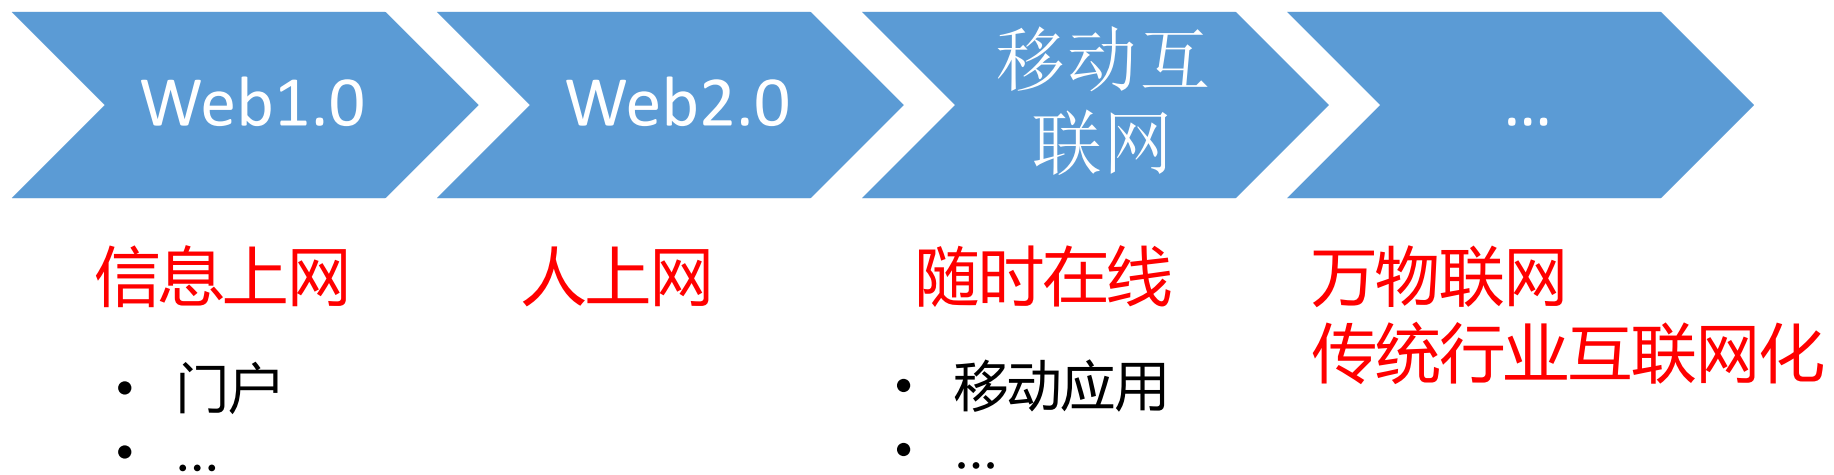 Web1.0
Web2.0
移动互
联网
...
信息上网
人上网
随时在线
万物联网
传统行业互联网化
• 门户
• ...
• 移动应用
• ...